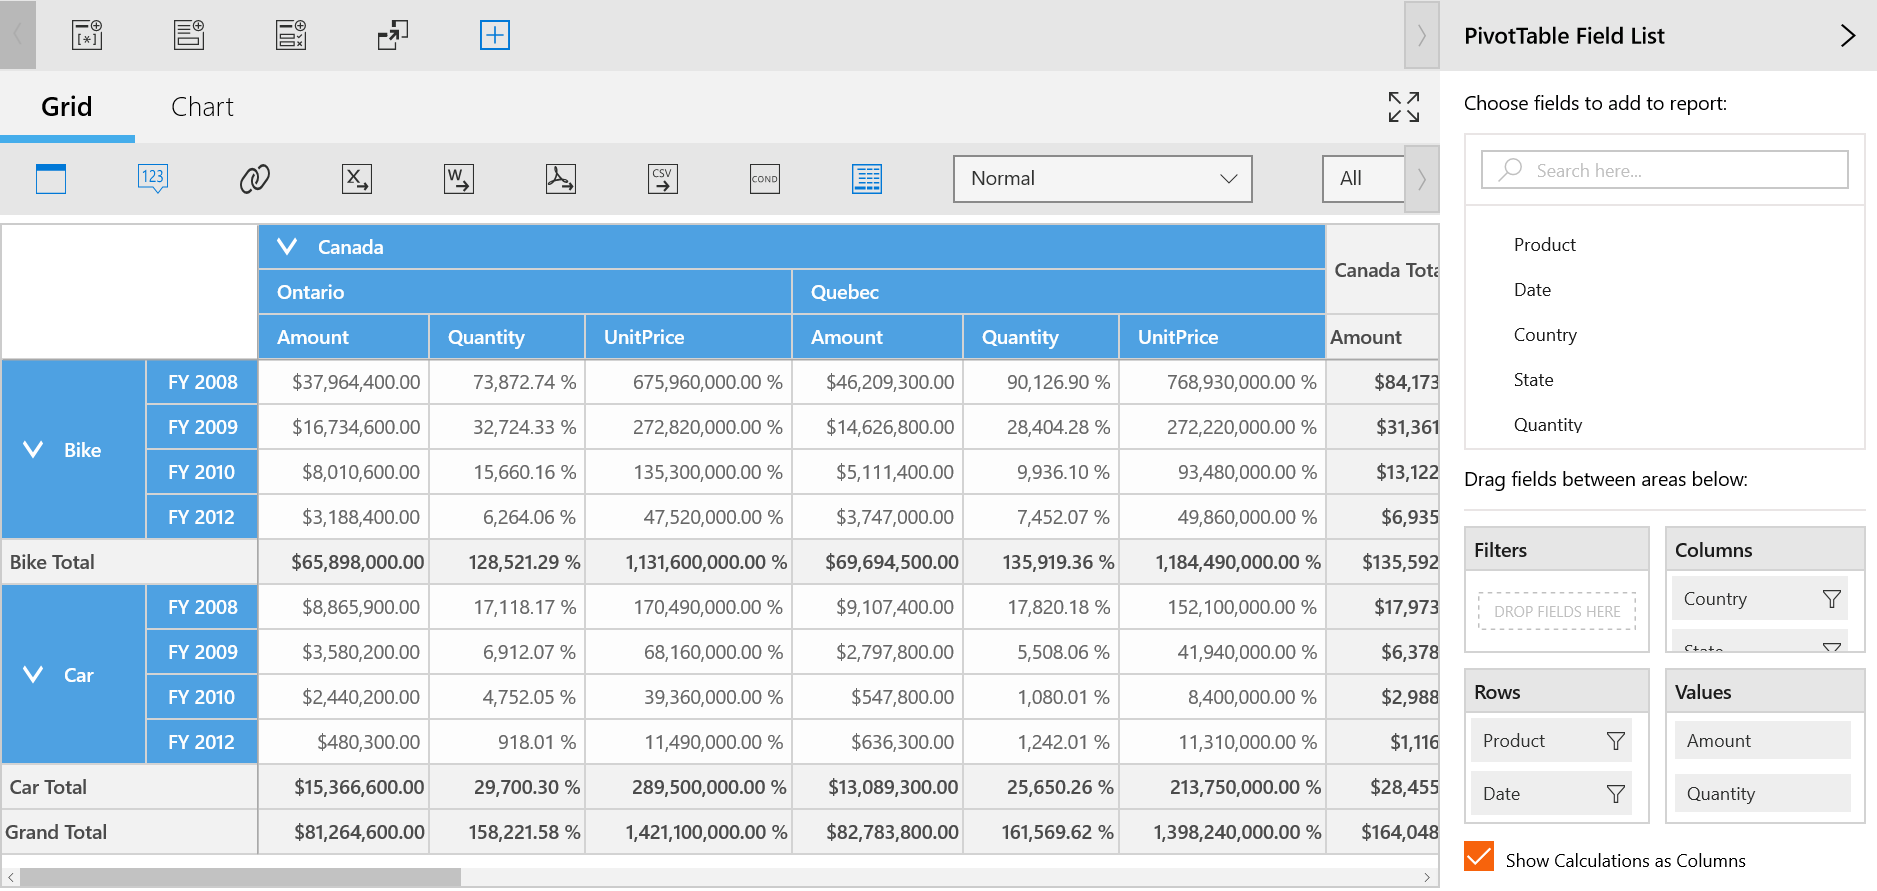 [*]
PivotTable Field List
Grid Chart
Choose fields to add to report:
123 X W CSV COND Normal All
Search here...
Product
Date
Country
State
Quantity
Canada
Canada Tota
Ontario Quebec
Amount Quantity UnitPrice Amount Quantity UnitPrice Amount
Bike
FY 2008 $37,964,400.00 73,872.74 % 675,960,000.00 % $46,209,300.00 90,126.90 % 768,930,000.00 % $84,173
FY 2009 $16,734,600.00 32,724.33 % 272,820,000.00 % $14,626,800.00 28,404.28 % 272,220,000.00 % $31,361
FY 2010 $8,010,600.00 15,660.16 % 135,300,000.00 % $5,111,400.00 9,936.10 % 93,480,000.00 % $13,122
FY 2012 $3,188,400.00 6,264.06 % 47,520,000.00 % $3,747,000.00 7,452.07 % 49,860,000.00 % $6,935
Bike Total $65,898,000.00 128,521.29 % 1,131,600,000.00 % $69,694,500.00 135,919.36 % 1,184,490,000.00 % $135,592
Car
FY 2008 $8,865,900.00 17,118.17 % 170,490,000.00 % $9,107,400.00 17,820.18 % 152,100,000.00 % $17,973
FY 2009 $3,580,200.00 6,912.07 % 68,160,000.00 % $2,797,800.00 5,508.06 % 41,940,000.00 % $6,378
FY 2010 $2,440,200.00 4,752.05 % 39,360,000.00 % $547,800.00 1,080.01 % 8,400,000.00 % $2,988
FY 2012 $480,300.00 918.01 % 11,490,000.00 % $636,300.00 1,242.01 % 11,310,000.00 % $1,116
Car Total $15,366,600.00 29,700.30 % 289,500,000.00 % $13,089,300.00 25,650.26 % 213,750,000.00 % $28,455
Grand Total $81,264,600.00 158,221.58 % 1,421,100,000.00 % $82,783,800.00 161,569.62 % 1,398,240,000.00 % $164,048
Drag fields between areas below:
Filters
DROP FIELDS HERE
Columns
Country
State
Rows
Product
Date
Values
Amount
Quantity
Show Calculations as Columns